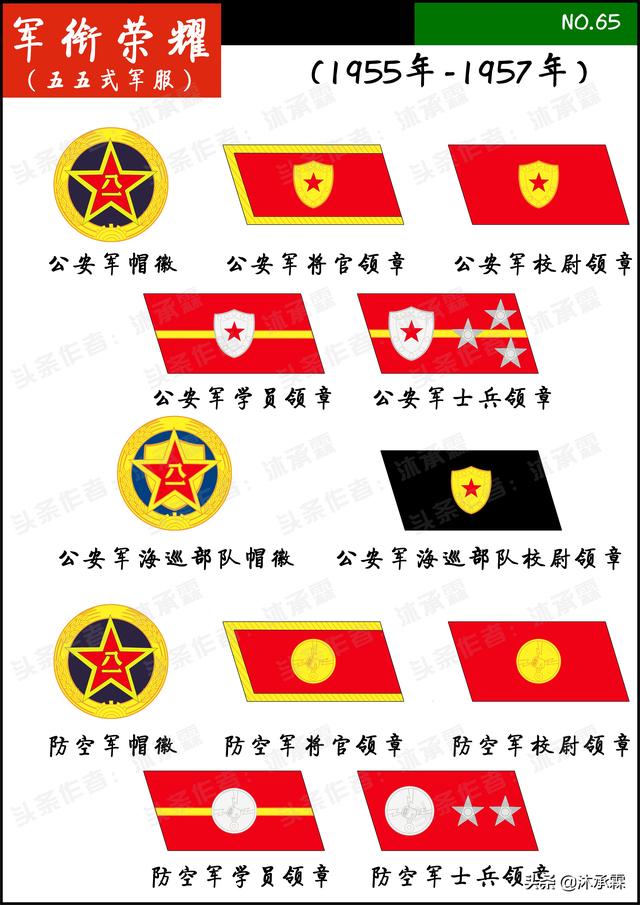 军衔荣耀
（五五式军服）
NO.65
（1955年-1957年）
八一
公安军帽徽
公安军将官领章
公安军校尉领章
公安军学员领章
公安军士兵领章
八一
公安军海巡部队帽徽
公安军海巡部队校尉领章
八一
防空军帽徽
防空军将官领章
防空军校尉领章
防空军学员领章
防空军士兵领章
头条作者：沐承霖
头条 @沐承霖